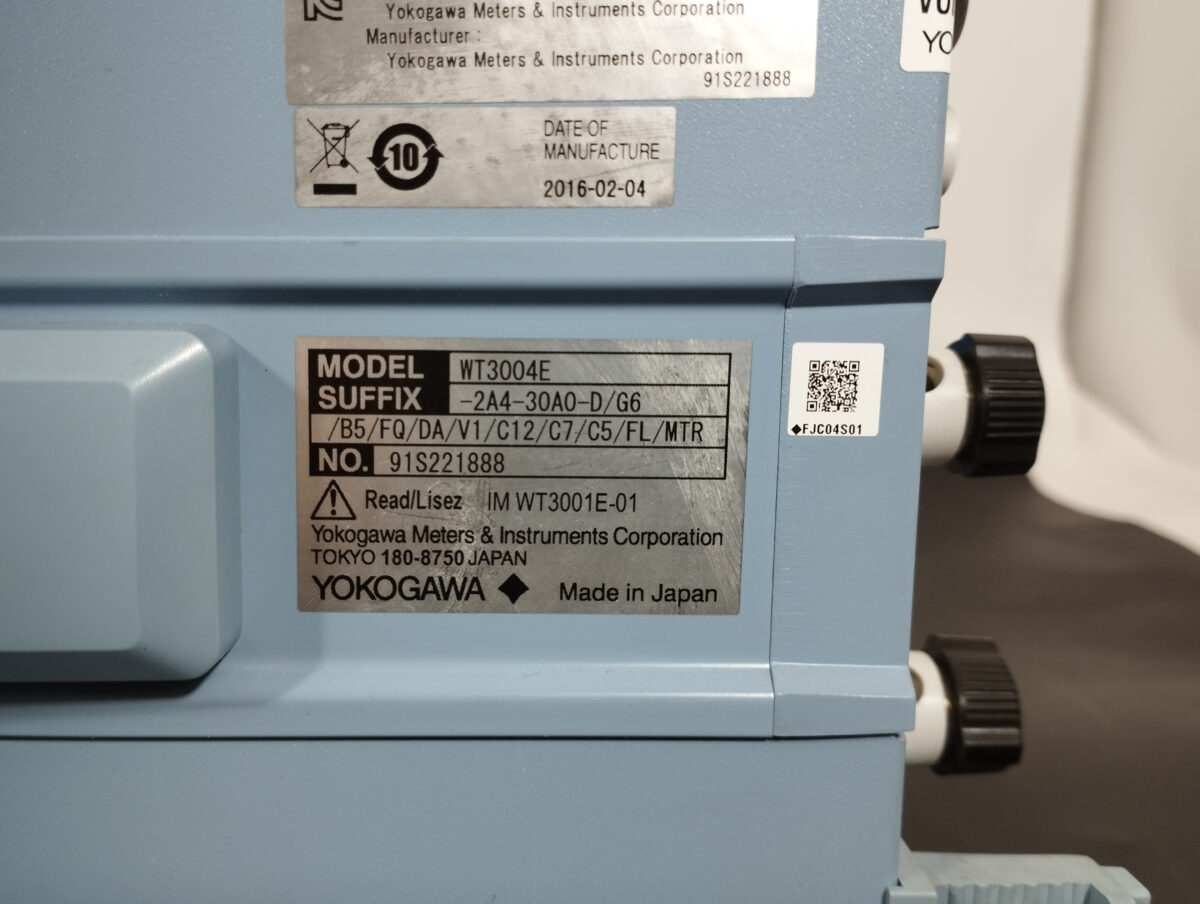 Yokogawa Meters & Instruments Corporation
Manufacturer :
Yokogawa Meters & Instruments Corporation
91S221888
YO
10
DATE OF
MANUFACTURE
2016-02-04
MODEL WT3004E
SUFFIX -2A4-30A0-D/G6
/B5/FQ/DA/V1/C12/C7/C5/FL/MTR
NO. 91S221888
Read/Lisez IM WT3001E-01
Yokogawa Meters & Instruments Corporation
TOKYO 180-8750 JAPAN
YOKOGAWA ◆ Made in Japan
◆FJC04S01